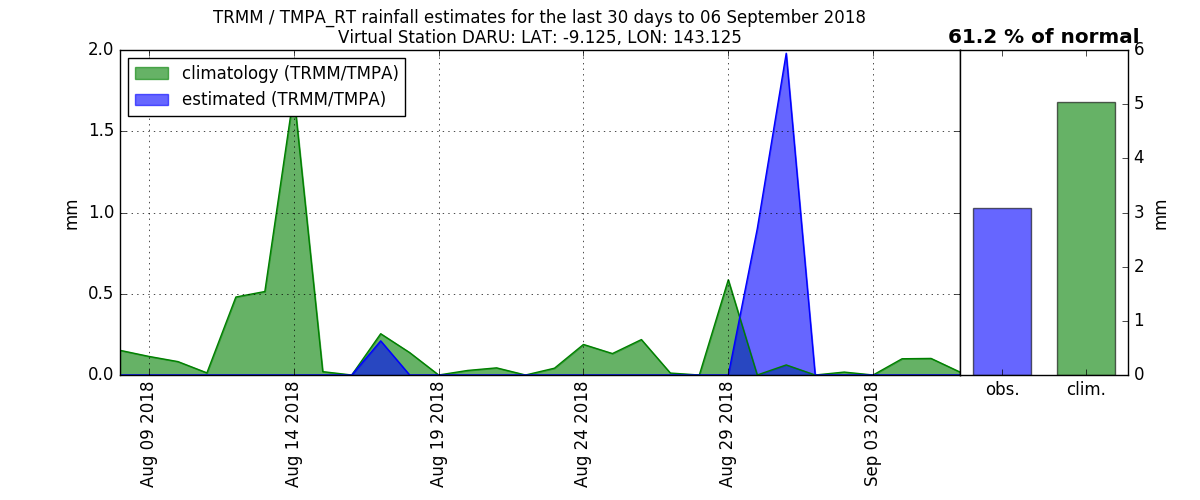 TRMM / TMPA_RT rainfall estimates for the last 30 days to 06 September 2018
Virtual Station DARU: LAT: -9.125, LON: 143.125
61.2 % of normal
climatology (TRMM/TMPA)
estimated (TRMM/TMPA)
2.0
1.5
1.0
0.5
0.0
mm
Aug 09 2018
Aug 14 2018
Aug 19 2018
Aug 24 2018
Aug 29 2018
Sep 03 2018
obs.
clim.
6
5
4
3
2
1
0
mm